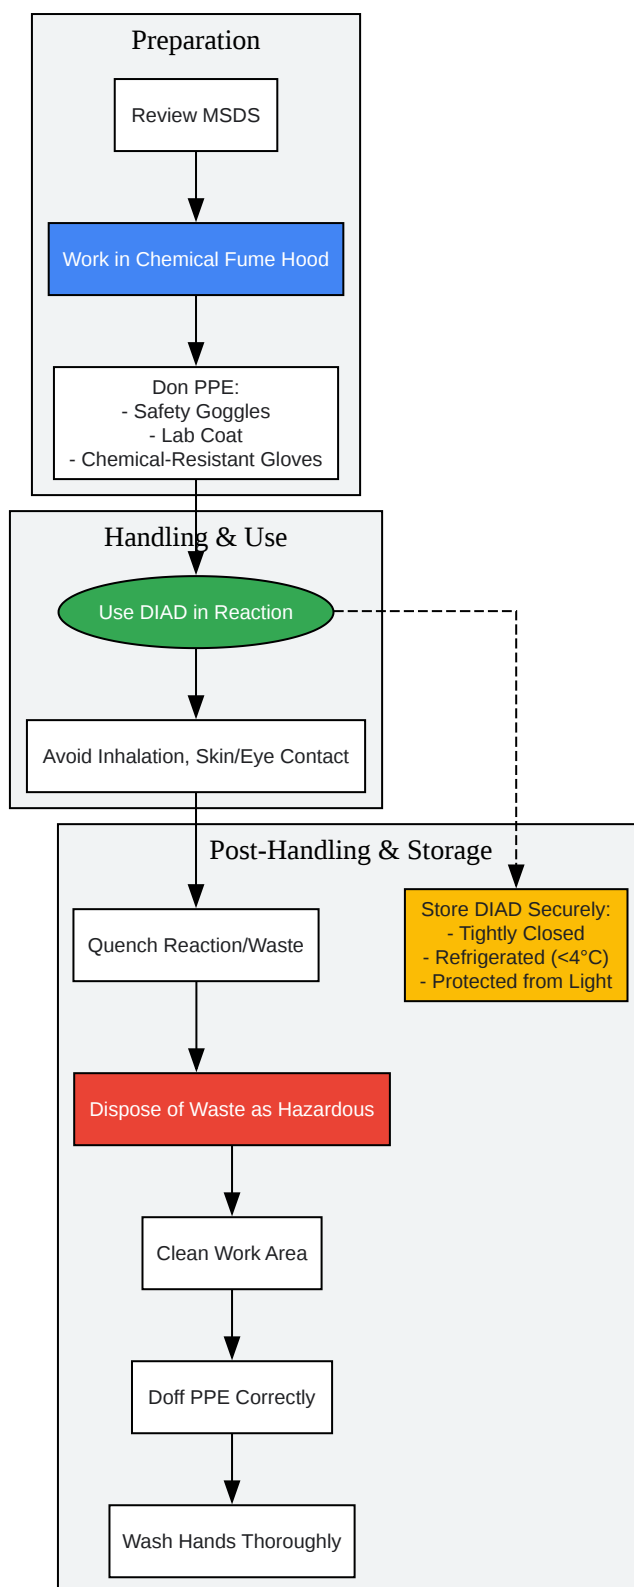 Preparation
Review MSDS
Work in Chemical Fume Hood
Don PPE:
- Safety Goggles
- Lab Coat
- Chemical-Resistant Gloves
Handling & Use
Use DIAD in Reaction
Avoid Inhalation, Skin/Eye Contact
Post-Handling & Storage
Store DIAD Securely:
- Tightly Closed
- Refrigerated (<4°C)
- Protected from Light
Quench Reaction/Waste
Dispose of Waste as Hazardous
Clean Work Area
Doff PPE Correctly
Wash Hands Thoroughly